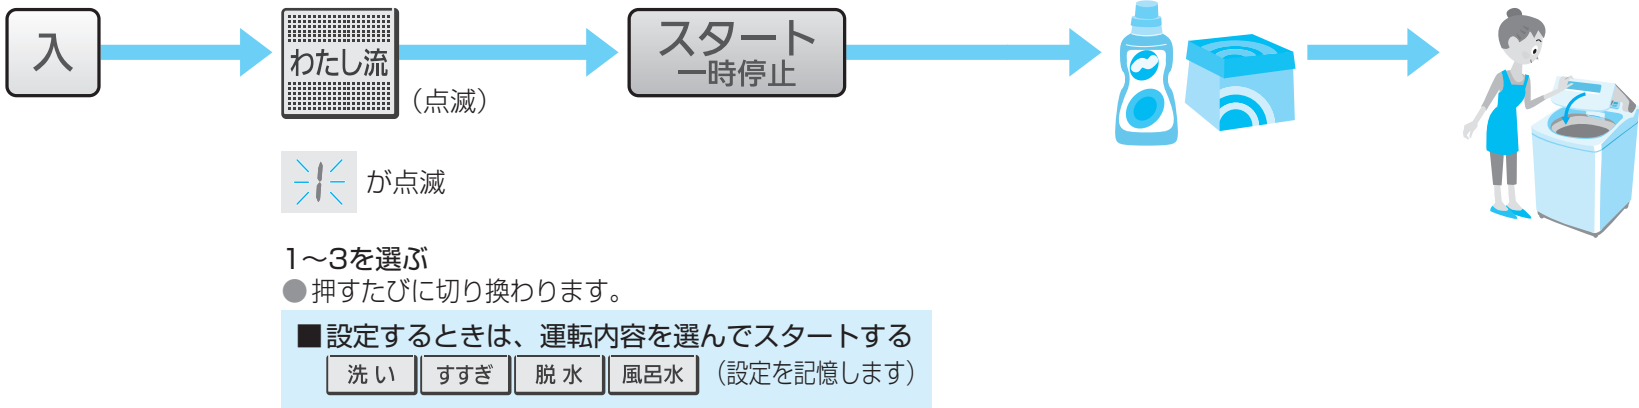 入
わたし流
(点滅)
スタート
一時停止
1 が点滅
1~3を選ぶ
●押すたびに切り換わります。
■設定するときは、運転内容を選んでスタートする
洗い すすぎ 脱水 風呂水 (設定を記憶します)